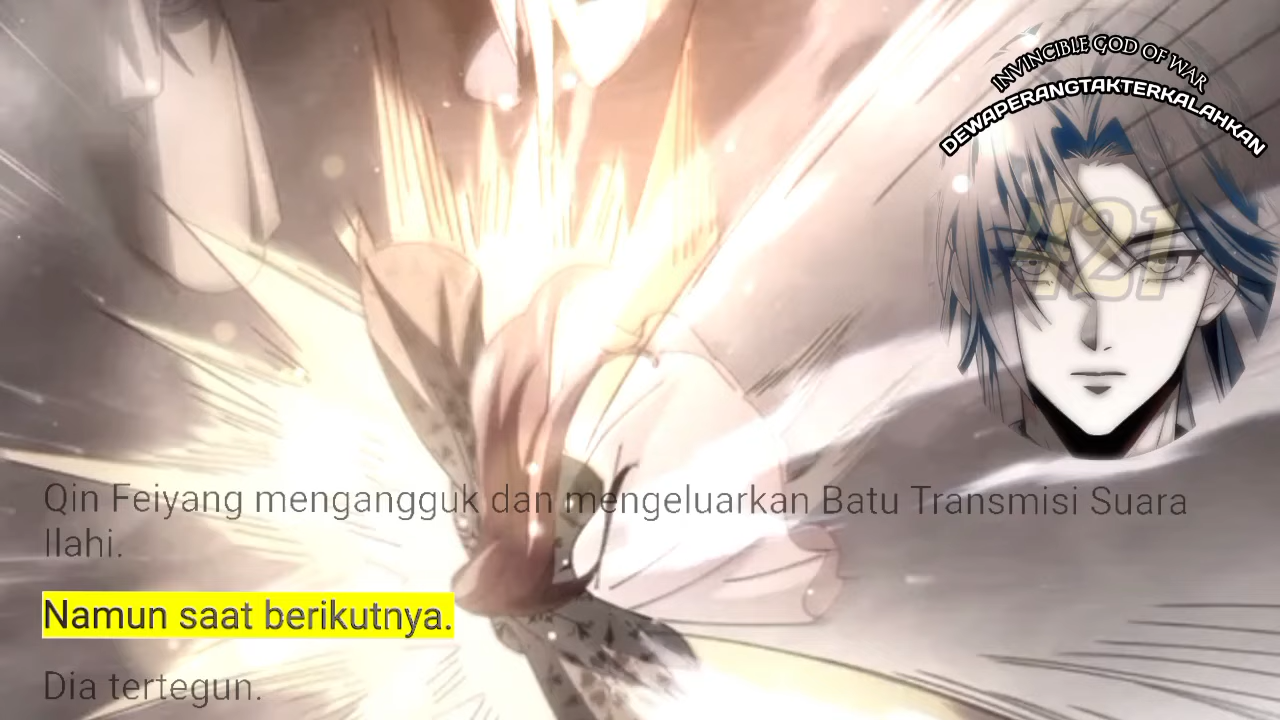 INVINCIBLE GOD OF WAR
DEWAPERANGTAKTERKALAHKAN
421
Qin Feiyang mengangguk dan mengeluarkan Batu Transmisi Suara
Ilahi.
Namun saat berikutnya.
Dia tertegun.